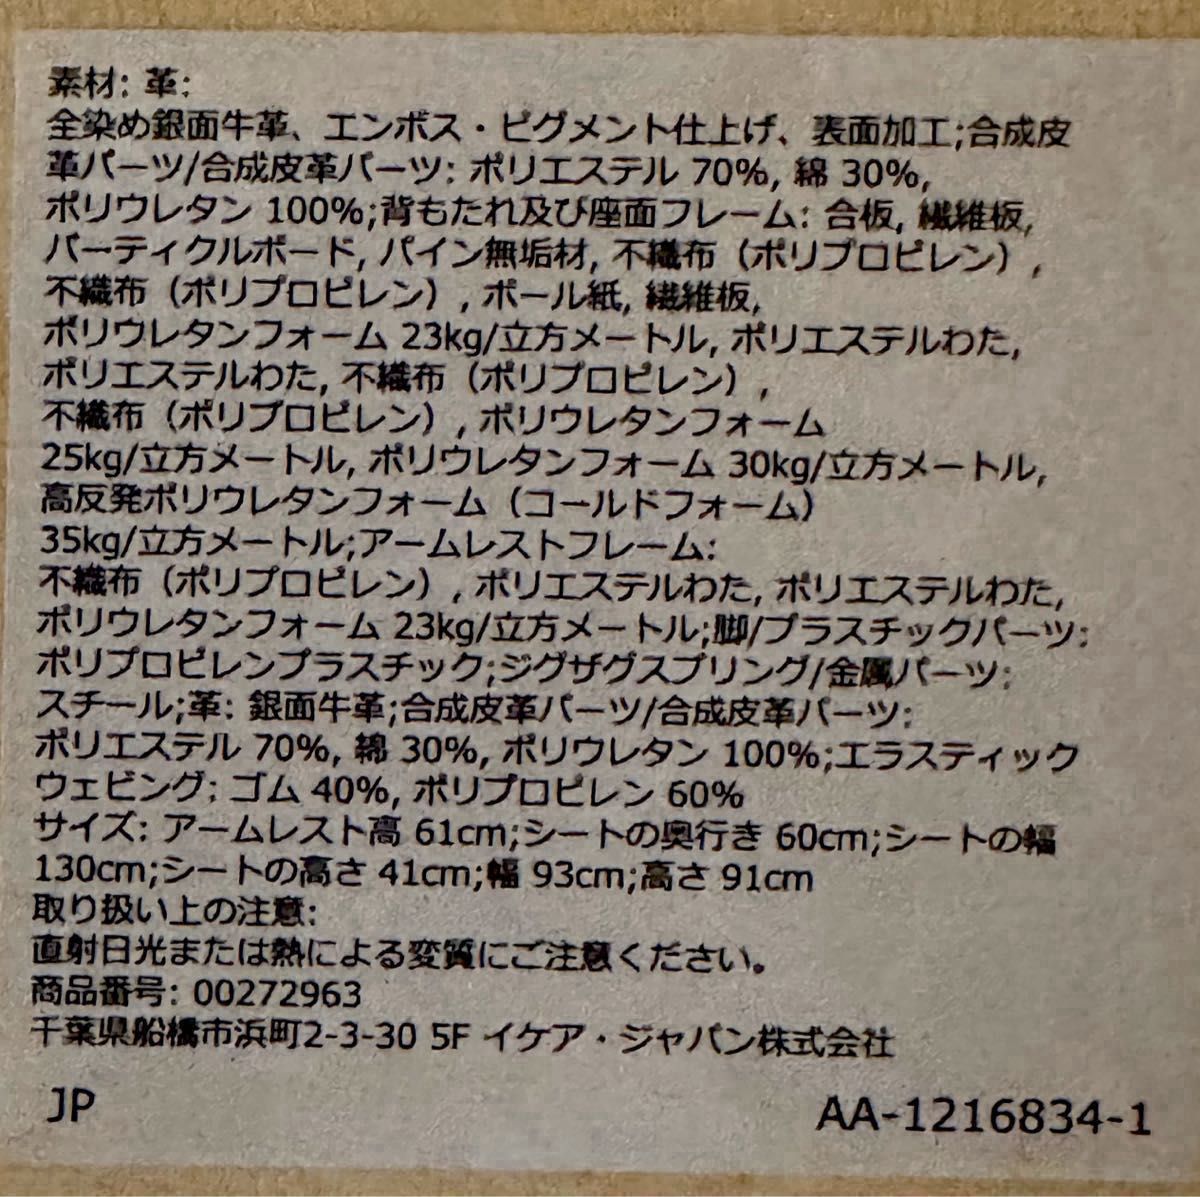 素材: 革:
全染め銀面牛革、エンボス・ピグメント仕上げ、表面加工;合成皮
革パーツ/合成皮革パーツ: ポリエステル 70%, 綿 30%,
ポリウレタン 100%;背もたれ及び座面フレーム: 合板, 繊維板,
パーティクルボード, パイン無垢材, 不織布（ポリプロピレン）,
不織布（ポリプロピレン）, ボール紙, 繊維板,
ポリウレタンフォーム 23kg/立方メートル, ポリエステルわた,
ポリエステルわた, 不織布（ポリプロピレン）,
不織布（ポリプロピレン）, ポリウレタンフォーム
25kg/立方メートル, ポリウレタンフォーム 30kg/立方メートル,
高反発ポリウレタンフォーム（コールドフォーム）
35kg/立方メートル;アームレストフレーム:
不織布（ポリプロピレン）, ポリエステルわた, ポリエステルわた,
ポリウレタンフォーム 23kg/立方メートル;脚/プラスチックパーツ:
ポリプロピレンプラスチック;ジグザグスプリング/金属パーツ:
スチール;革: 銀面牛革;合成皮革パーツ/合成皮革パーツ:
ポリエステル 70%, 綿 30%, ポリウレタン 100%;エラスティック
ウェビング: ゴム 40%, ポリプロピレン 60%
サイズ: アームレスト高 61cm;シートの奥行き 60cm;シートの幅
130cm;シートの高さ 41cm;幅 93cm;高さ 91cm
取り扱い上の注意:
直射日光または熱による変質にご注意ください。
商品番号: 00272963
千葉県船橋市浜町2-3-30 5F イケア・ジャパン株式会社
JP
AA-1216834-1